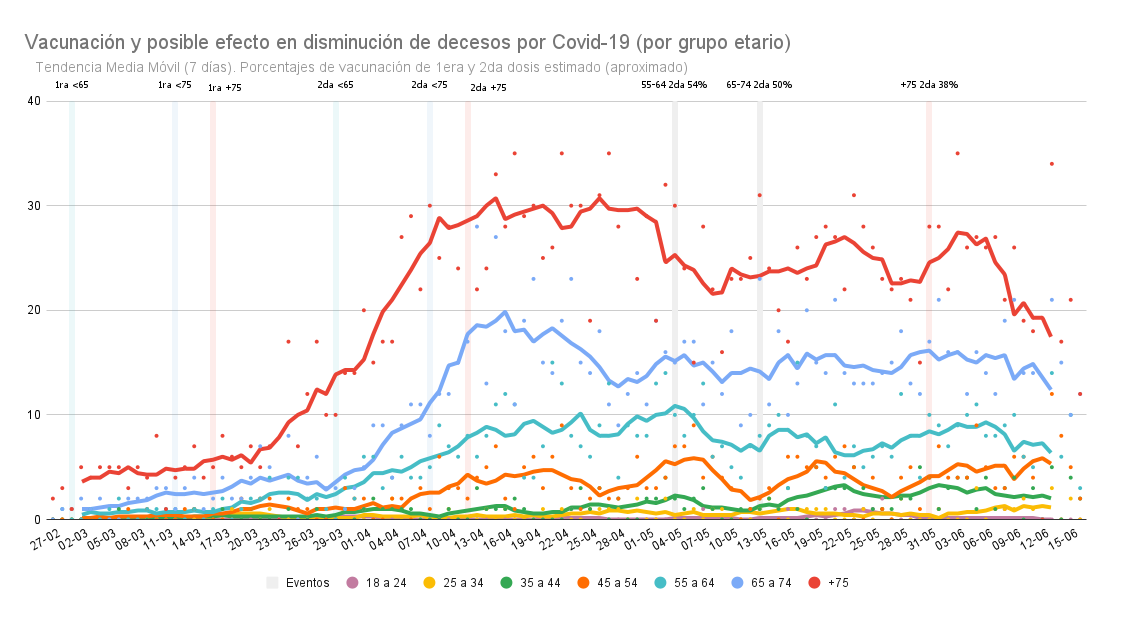 Vacunación y posible efecto en disminución de decesos por Covid-19 (por grupo etario)
Tendencia Media Móvil (7 días). Porcentajes de vacunación de 1era y 2da dosis estimado (aproximado)
1ra <65 1ra <75 1ra +75 2da <65 2da <75 2da +75 55-64 2da 54% 65-74 2da 50% +75 2da 38%
40
30
20
10
0
27-02 02-03 05-03 08-03 11-03 14-03 17-03 20-03 23-03 26-03 29-03 01-04 04-04 07-04 10-04 13-04 16-04 19-04 22-04 25-04 28-04 01-05 04-05 07-05 10-05 13-05 16-05 19-05 22-05 25-05 28-05 31-05 03-06 06-06 09-06 12-06 15-06
Eventos 18 a 24 25 a 34 35 a 44 45 a 54 55 a 64 65 a 74 +75